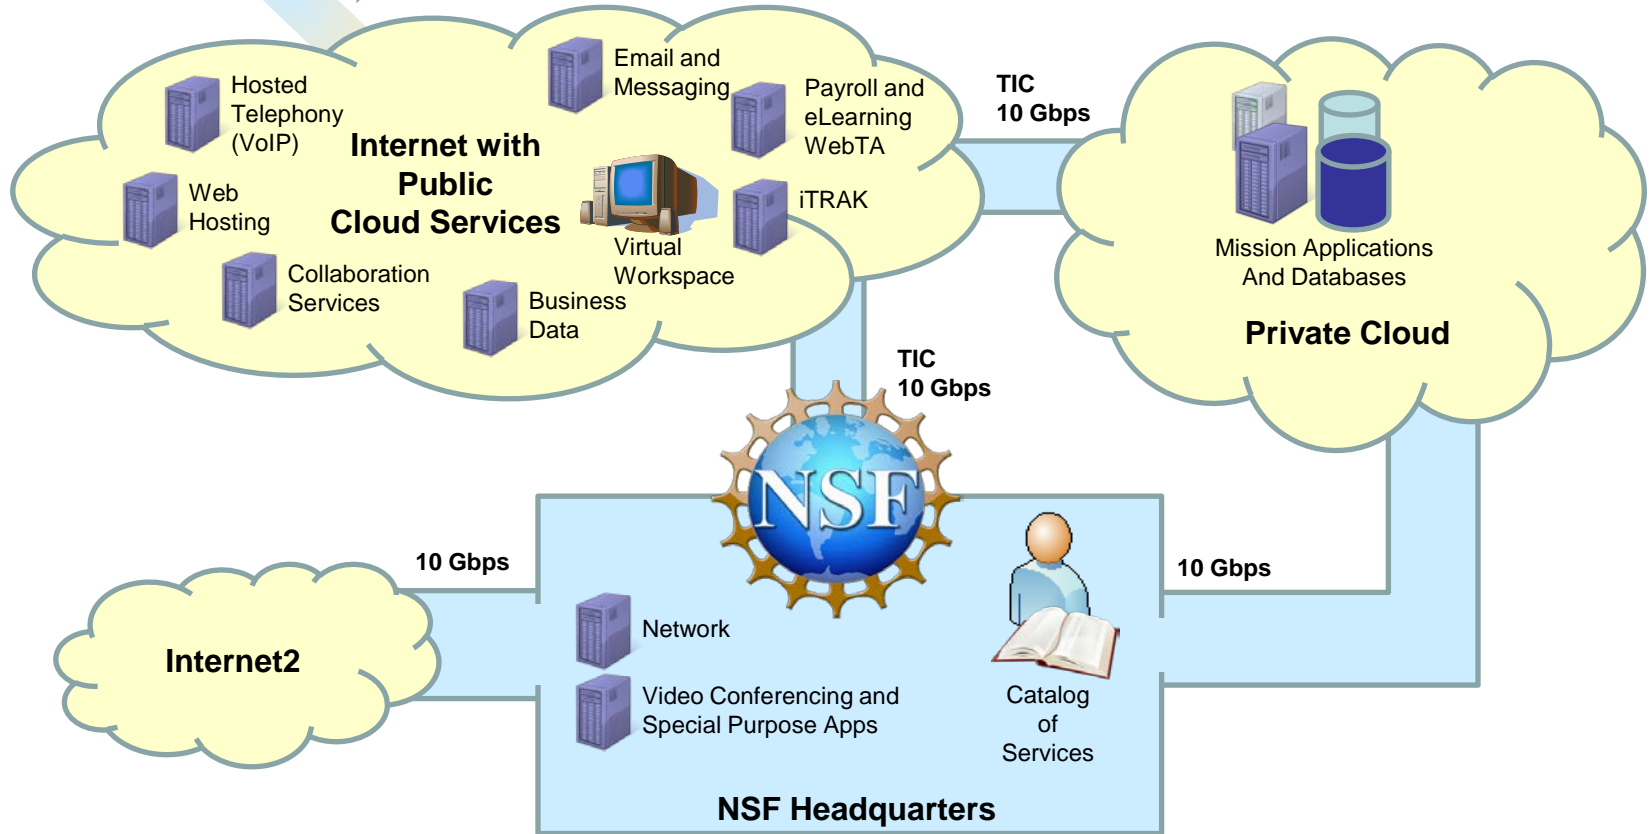 Hosted
Telephony
(VoIP)
Email and
Messaging
Payroll and
eLearning
WebTA
TIC
10 Gbps
Internet with
Public
Cloud Services
Web
Hosting
iTRAK
Virtual
Workspace
Collaboration
Services
Business
Data
Mission Applications
And Databases
Private Cloud
TIC
10 Gbps
NSF
10 Gbps
10 Gbps
Internet2
Network
Video Conferencing and
Special Purpose Apps
Catalog
of
Services
NSF Headquarters